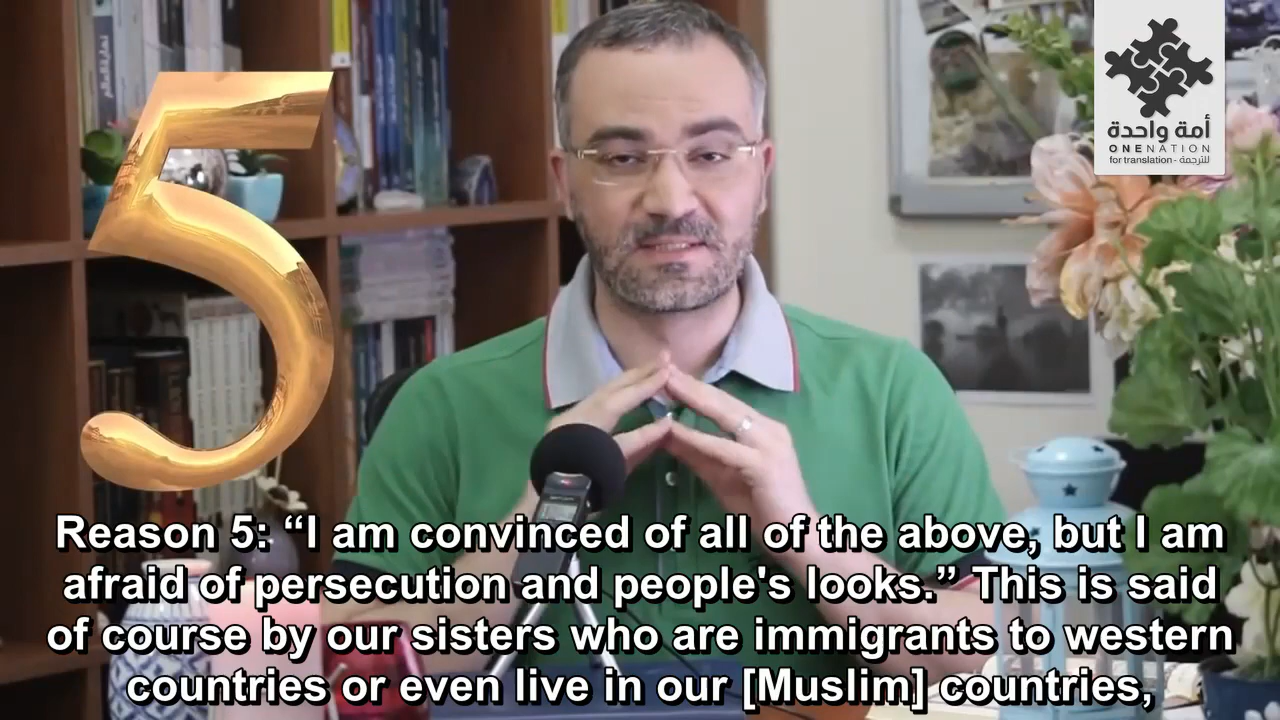 5
أمة واحدة
ONENATION
for translation - للترجمة
Reason 5: “I am convinced of all of the above, but I am
afraid of persecution and people's looks.” This is said
of course by our sisters who are immigrants to western
countries or even live in our [Muslim] countries,